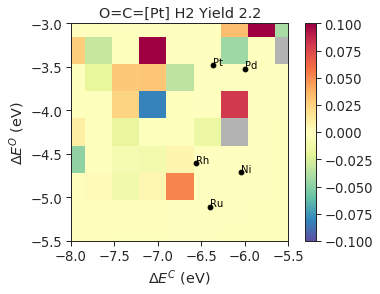 O=C=[Pt] H2 Yield 2.2
−3.0
−3.5
−4.0
−4.5
−5.0
−5.5
ΔE^O (eV)
Pt
Pd
Rh
Ni
Ru
−8.0 −7.5 −7.0 −6.5 −6.0 −5.5
ΔE^C (eV)
0.100
0.075
0.050
0.025
0.000
−0.025
−0.050
−0.075
−0.100